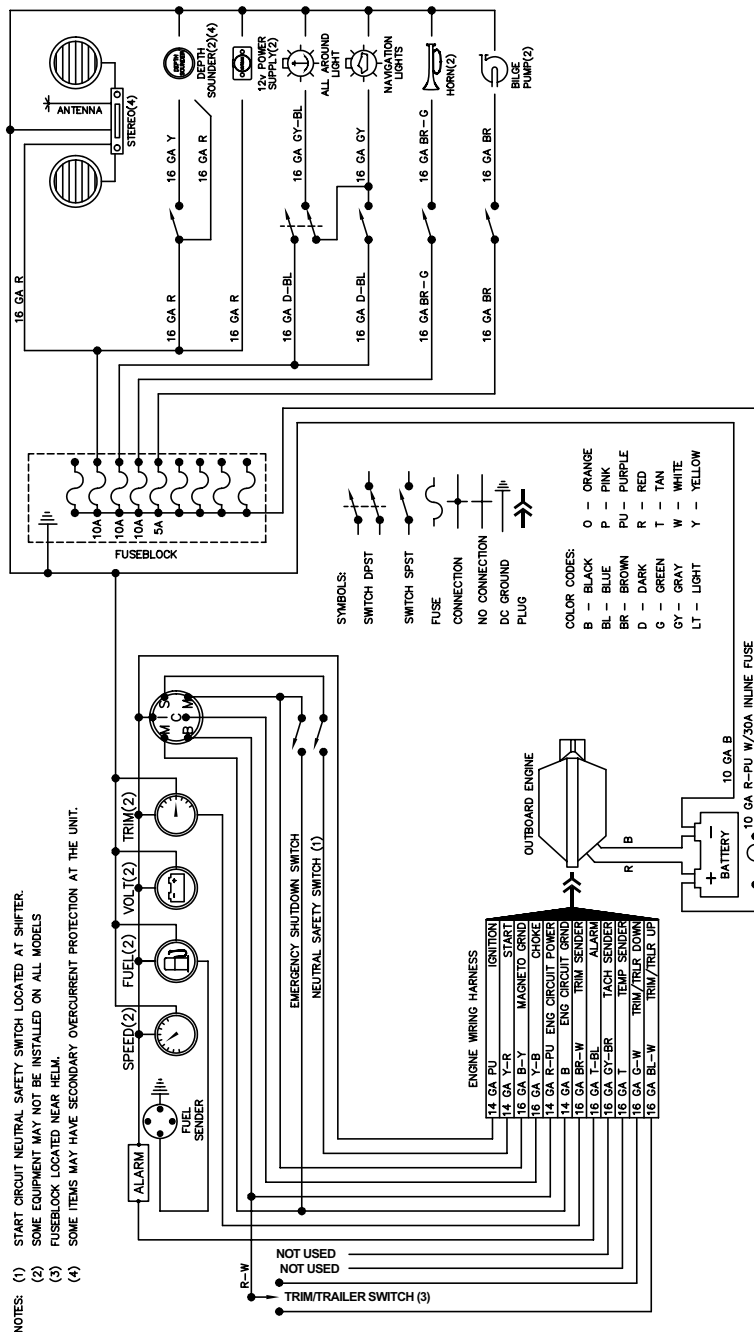 NOTES: (1) START CIRCUIT NEUTRAL SAFETY SWITCH LOCATED AT SHIFTER.
(2) SOME EQUIPMENT MAY NOT BE INSTALLED ON ALL MODELS
(3) FUSEBLOCK LOCATED NEAR HELM.
(4) SOME ITEMS MAY HAVE SECONDARY OVERCURRENT PROTECTION AT THE UNIT.
ALARM
FUEL
SENDER
SPEED(2)
FUEL(2)
VOLT(2)
TRIM(2)
M I S
B C M
EMERGENCY SHUTDOWN SWITCH
NEUTRAL SAFETY SWITCH (1)
R-W
NOT USED
NOT USED
TRIM/TRAILER SWITCH (3)
ENGINE WIRING HARNESS
14 GA PU IGNITION
14 GA Y-R START
16 GA B-Y MAGNETO GRND
16 GA Y-B CHOKE
14 GA R-PU ENG CIRCUIT POWER
14 GA B ENG CIRCUIT GRND
16 GA BR-W TRIM SENDER
16 GA T-BL ALARM
16 GA GY-BR TACH SENDER
16 GA T TEMP SENDER
16 GA G-W TRIM/TRLR DOWN
16 GA BL-W TRIM/TRLR UP
OUTBOARD ENGINE
R
B
+
-
BATTERY
10 GA B
10 GA R-PU W/30A INLINE FUSE
FUSEBLOCK
10A
10A
10A
5A
SYMBOLS:
SWITCH DPST
SWITCH SPST
FUSE
CONNECTION
NO CONNECTION
DC GROUND
PLUG
COLOR CODES:
B - BLACK O - ORANGE
BL - BLUE P - PINK
BR - BROWN PU - PURPLE
D - DARK R - RED
G - GREEN T - TAN
GY - GRAY W - WHITE
LT - LIGHT Y - YELLOW
16 GA R
ANTENNA
STEREO(4)
16 GA R
16 GA Y
16 GA R
DEPTH
SOUNDER
DEPTH
SOUNDER(2)(4)
16 GA R
12v POWER
SUPPLY(2)
16 GA D-BL
16 GA GY-BL
ALL AROUND
LIGHT
16 GA D-BL
16 GA GY
NAVIGATION
LIGHTS
16 GA BR-G
16 GA BR-G
HORN(2)
16 GA BR
16 GA BR
BILGE
PUMP(2)